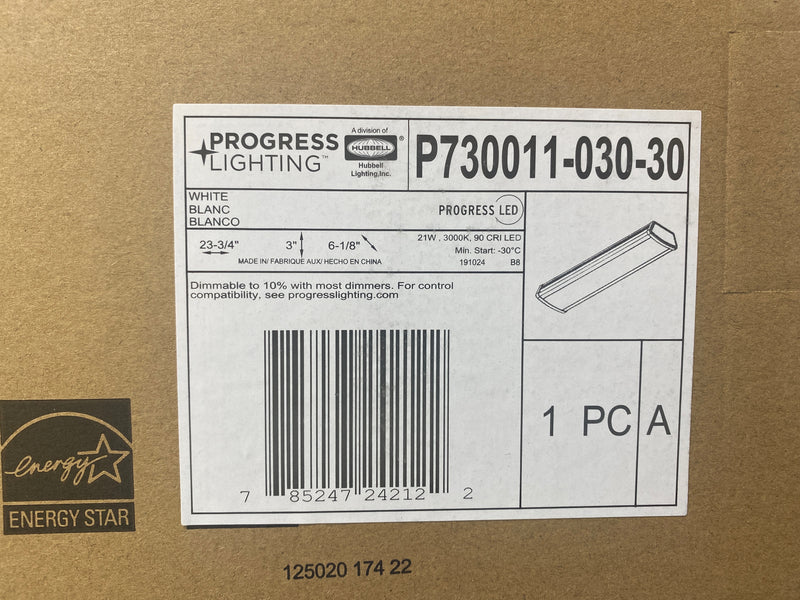 PROGRESS
LIGHTING™
A division of
HUBBELL®
Hubbell
Lighting,Inc.
P730011-030-30
WHITE
BLANC
BLANCO
PROGRESS LED
23-3/4" 3" 6-1/8"
MADE IN/ FABRIQUE AUX/ HECHO EN CHINA
21W , 3000K, 90 CRI LED
Min. Start: -30°C
191024 B8
Dimmable to 10% with most dimmers. For control
compatibility, see progresslighting.com
7 85247 24212 2
1 PC
A
energy
ENERGY STAR
125020 174 22